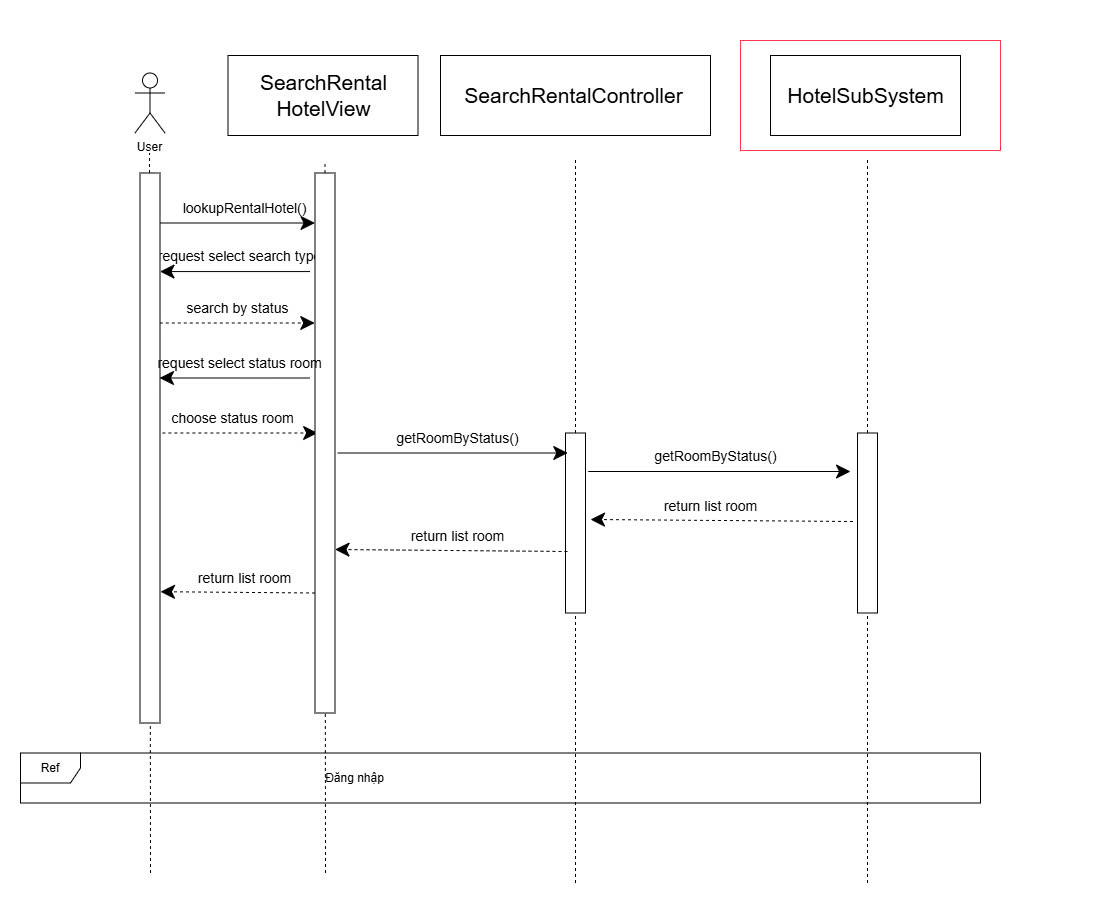 SearchRental
HotelView
SearchRentalController
HotelSubSystem
User
lookupRentalHotel()
request select search type
search by status
request select status room
choose status room
getRoomByStatus()
getRoomByStatus()
return list room
return list room
return list room
Ref
Đăng nhập